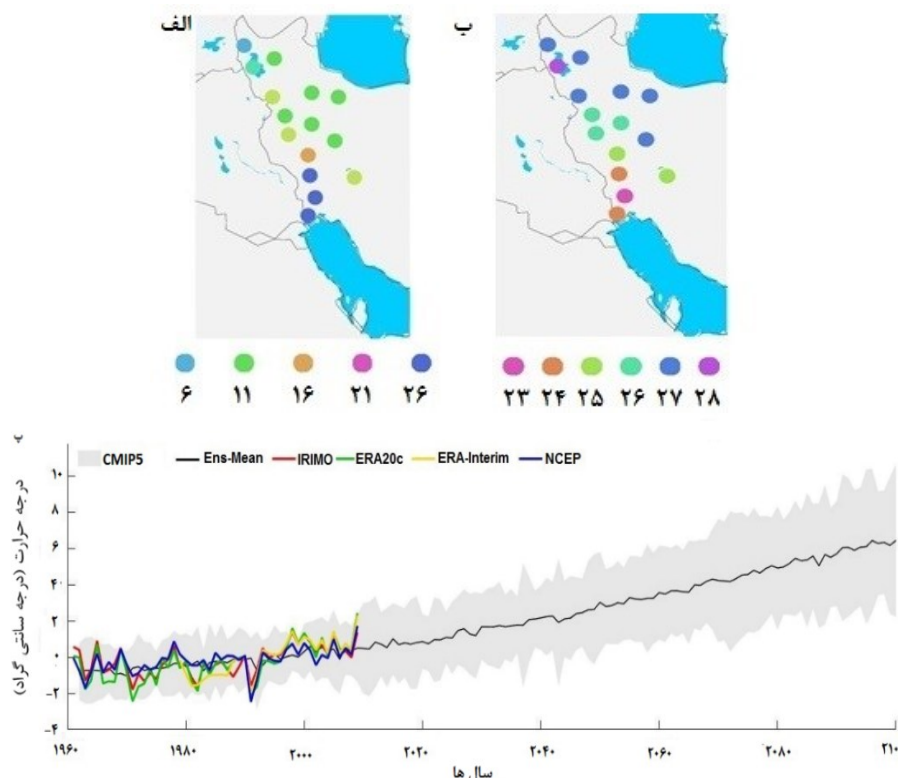 الف
ب
۶ ۱۱ ۱۶ ۲۱ ۲۶
۲۳ ۲۴ ۲۵ ۲۶ ۲۷ ۲۸
CMIP5 Ens-Mean IRIMO ERA20c ERA-Interim NCEP
درجه حرارت (درجه سانتی گراد)
۱۰
۸
۶
۴
۲
۰
-۲
-۴
۱۹۶۰ ۱۹۸۰ ۲۰۰۰ ۲۰۲۰ ۲۰۴۰ ۲۰۶۰ ۲۰۸۰ ۲۱۰
سال ها